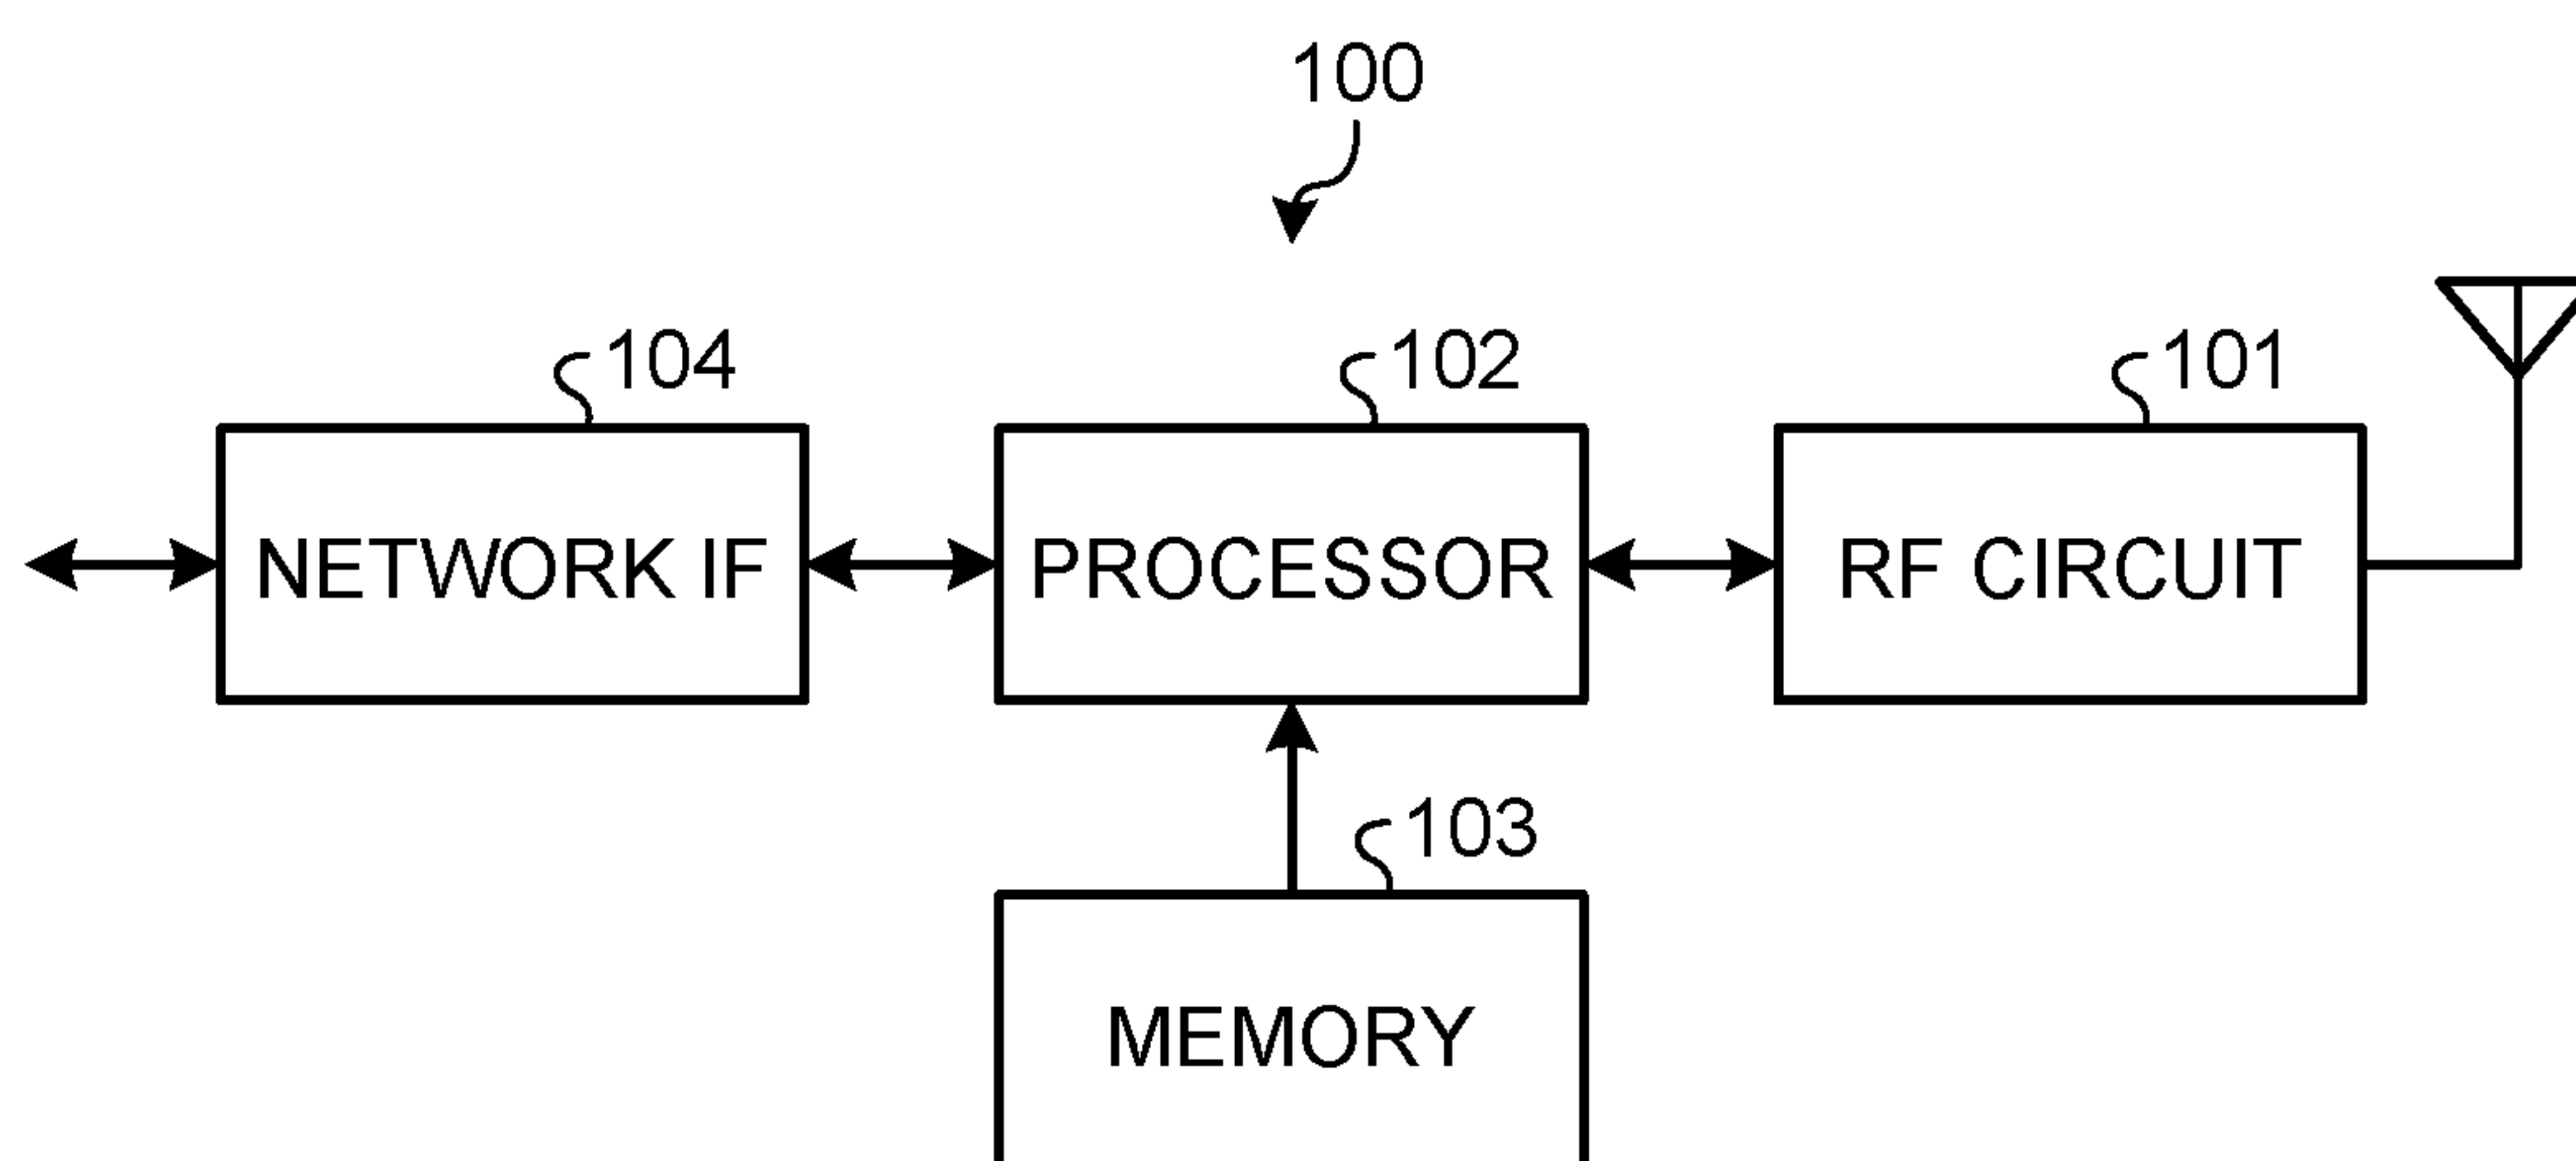 100
104
102
101
NETWORK IF
PROCESSOR
RF CIRCUIT
103
MEMORY